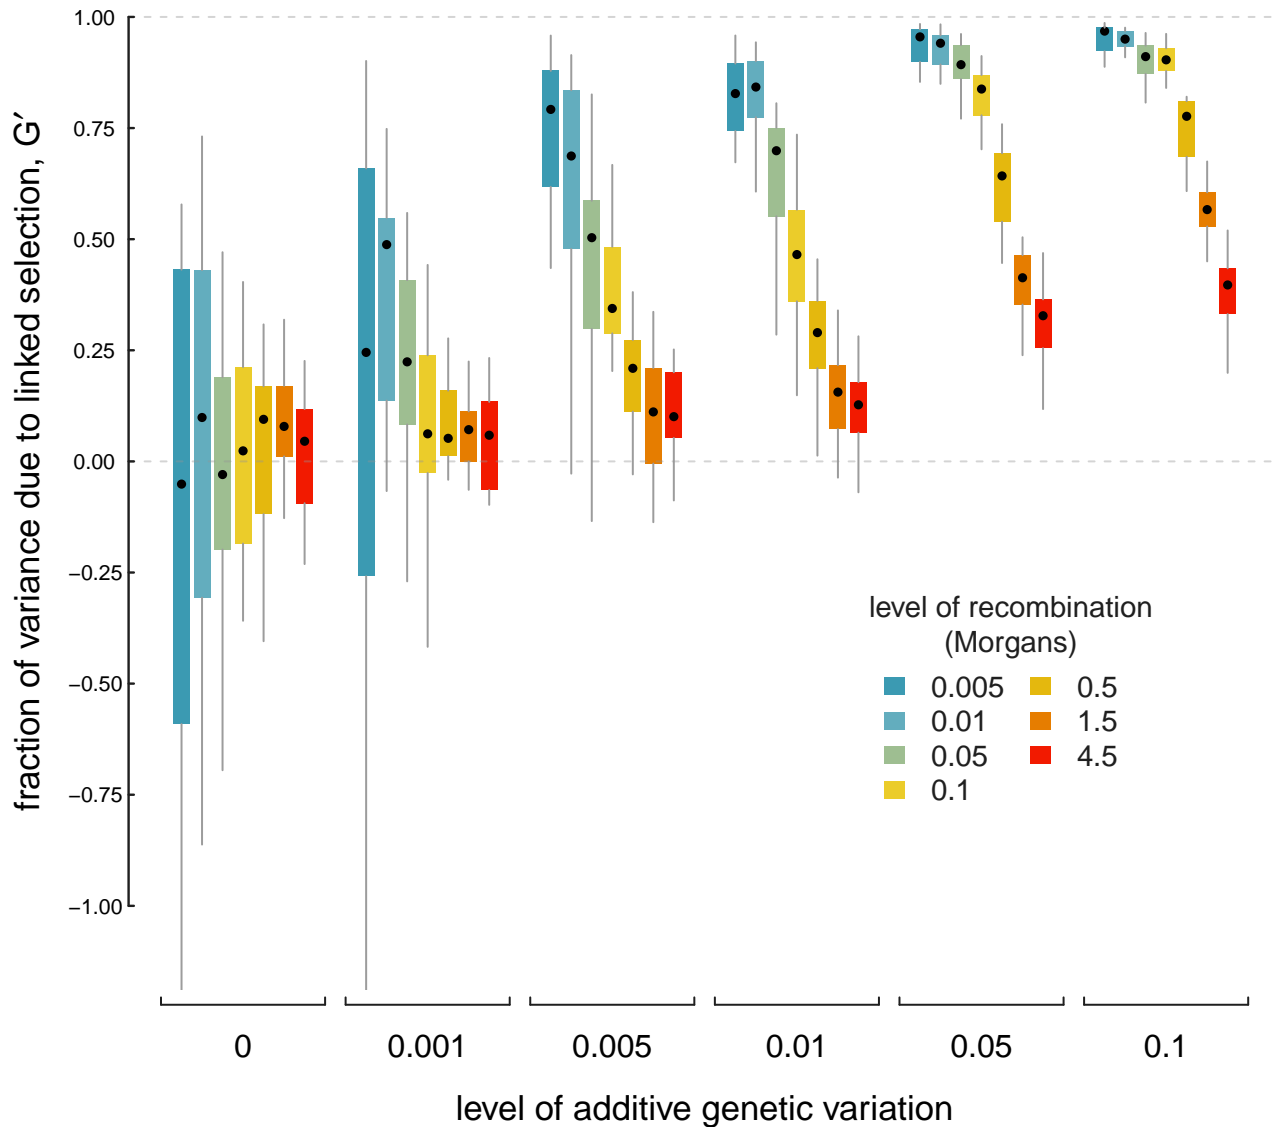 fraction of variance due to linked selection, G′
1.00
0.75
0.50
0.25
0.00
−0.25
−0.50
−0.75
−1.00
level of recombination
(Morgans)
0.005 0.5
0.01 1.5
0.05 4.5
0.1
0 0.001 0.005 0.01 0.05 0.1
level of additive genetic variation